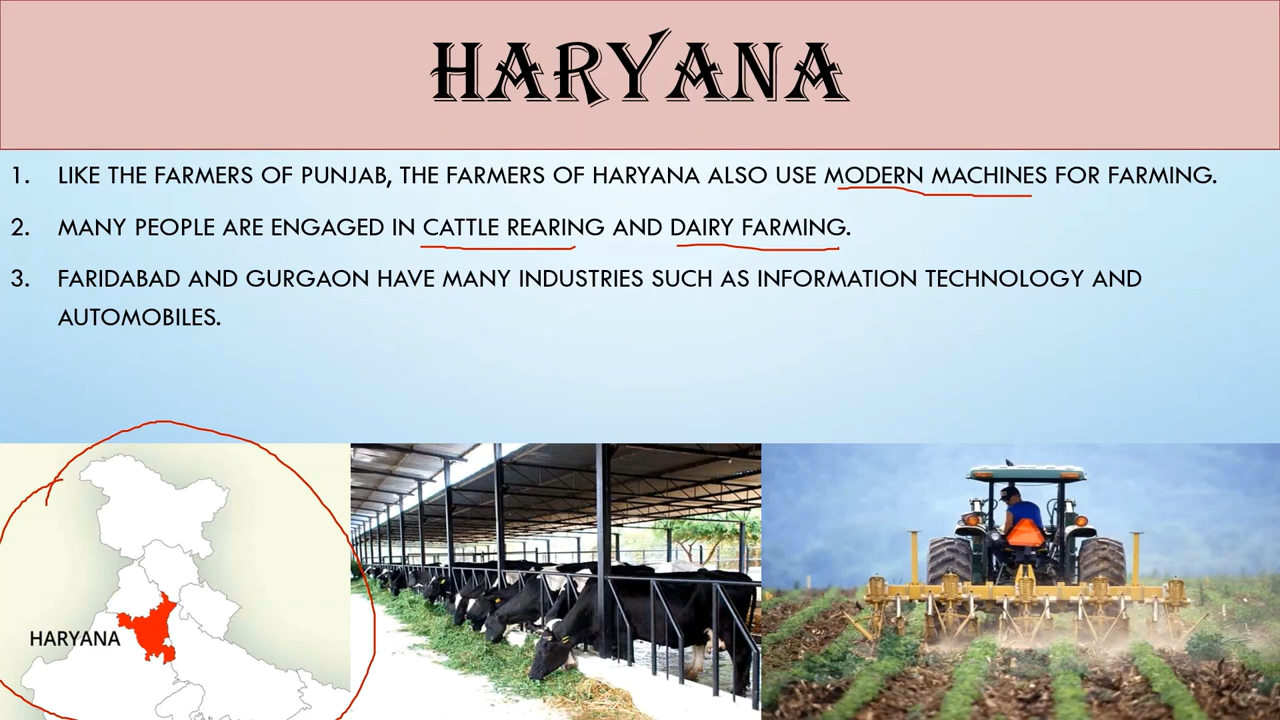 HARYANA
1. LIKE THE FARMERS OF PUNJAB, THE FARMERS OF HARYANA ALSO USE MODERN MACHINES FOR FARMING.
2. MANY PEOPLE ARE ENGAGED IN CATTLE REARING AND DAIRY FARMING.
3. FARIDABAD AND GURGAON HAVE MANY INDUSTRIES SUCH AS INFORMATION TECHNOLOGY AND
AUTOMOBILES.
HARYANA